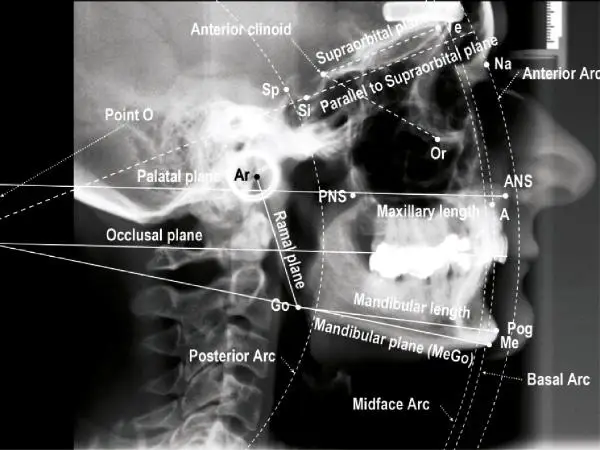 Anterior clinoid
Supraorbital plane
e
Parallel to Supraorbital plane
Na
Anterior Arc
Sp
Si
Point O
Or
Palatal plane
Ar
PNS
ANS
Maxillary length
A
Occlusal plane
Ramal plane
Go
Mandibular length
Pog
Me
Mandibular plane (MeGo)
Posterior Arc
Basal Arc
Midface Arc